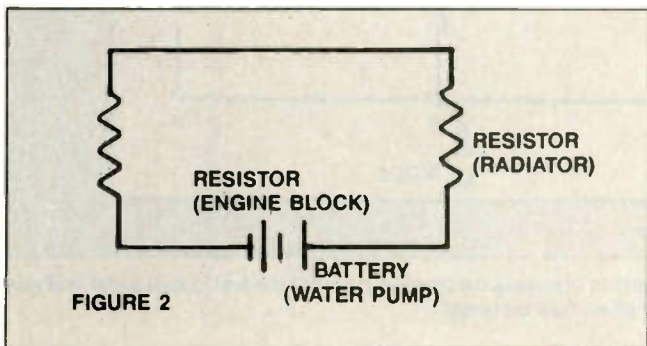 RESISTOR
(RADIATOR)
RESISTOR
(ENGINE BLOCK)
BATTERY
(WATER PUMP)
FIGURE 2